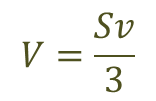 V = Sv/3